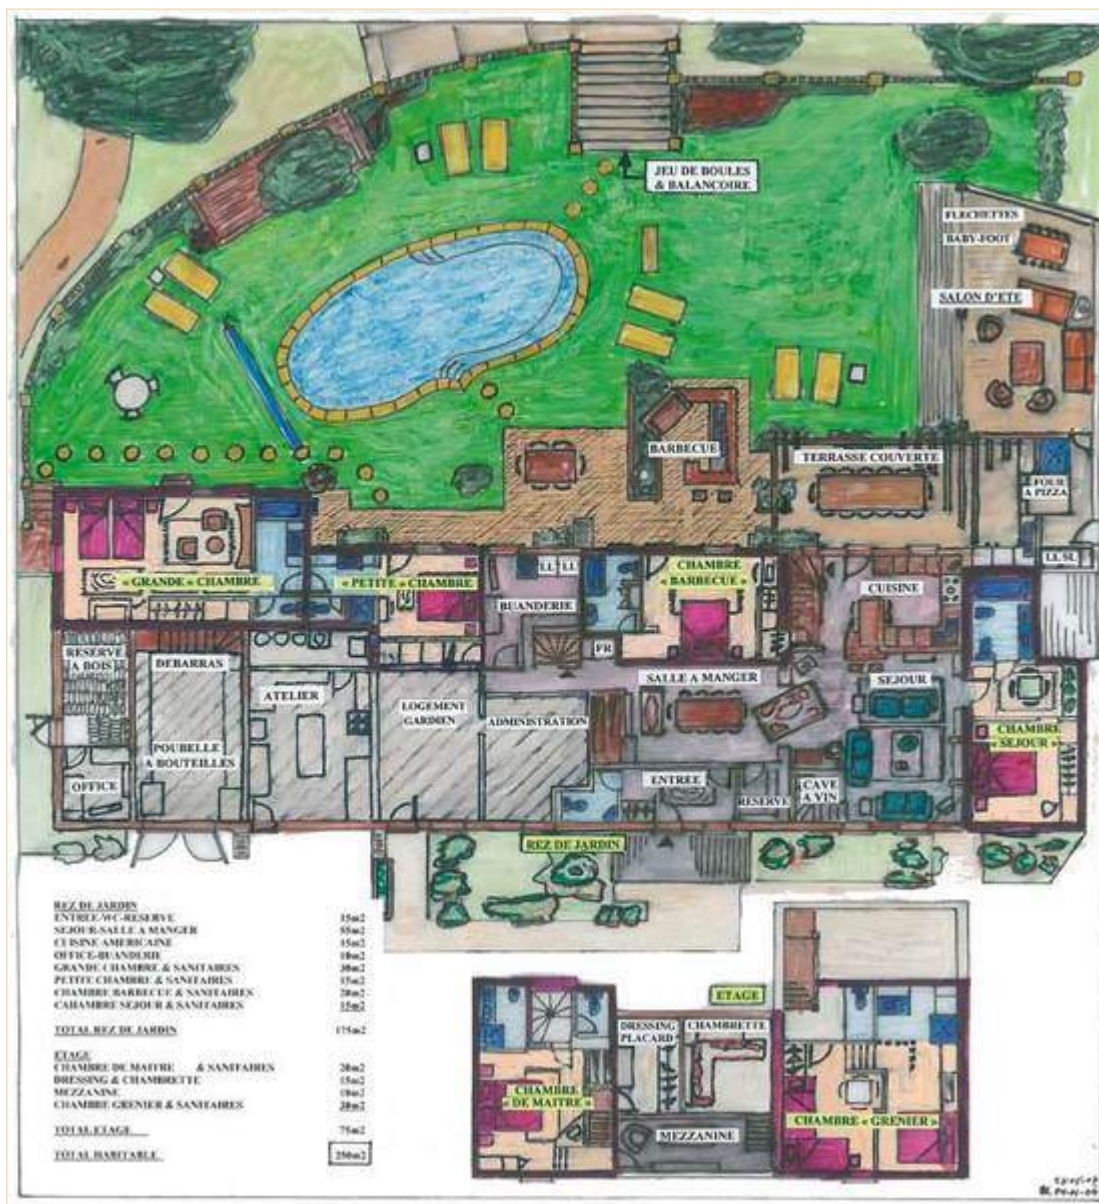 JEU DE BOULES
& BALANCOIRE
FLECHETTES
BABY-FOOT
SALON D'ETE
BARBECUE
TERRASSE COUVERTE
FOUR
A PIZZA
« GRANDE » CHAMBRE
« PETITE » CHAMBRE
LL
LL
BUANDERIE
CHAMBRE
« BARBECUE »
CUISINE
LL SL
FR
RESERVE
A BOIS
DEBARRAS
ATELIER
LOGEMENT
GARDIEN
ADMINISTRATION
SALLE A MANGER
SEJOUR
CHAMBRE
« SEJOUR »
POUBELLE
A BOUTEILLES
OFFICE
ENTREE
RESERVE
CAVE
A VIN
REZ DE JARDIN
REZ DE JARDIN
ENTREE-WC-RESERVE 15m2
SEJOUR-SALLE A MANGER 55m2
CUISINE AMERICAINE 15m2
OFFICE-BUANDERIE 10m2
GRANDE CHAMBRE & SANITAIRES 30m2
PETITE CHAMBRE & SANITAIRES 15m2
CHAMBRE BARBECUE & SANITAIRES 20m2
CAHAMBRE SEJOUR & SANITAIRES 15m2
TOTAL REZ DE JARDIN 175m2
ETAGE
CHAMBRE DE MAITRE & SANITAIRES 20m2
DRESSING & CHAMBRETTE 15m2
MEZZANINE 10m2
CHAMBRE GRENIER & SANITAIRES 30m2
TOTAL ETAGE 75m2
TOTAL HABITABLE 250m2
ETAGE
DRESSING
PLACARD
CHAMBRETTE
CHAMBRE
« DE MAITRE »
CHAMBRE « GRENIER »
MEZZANINE